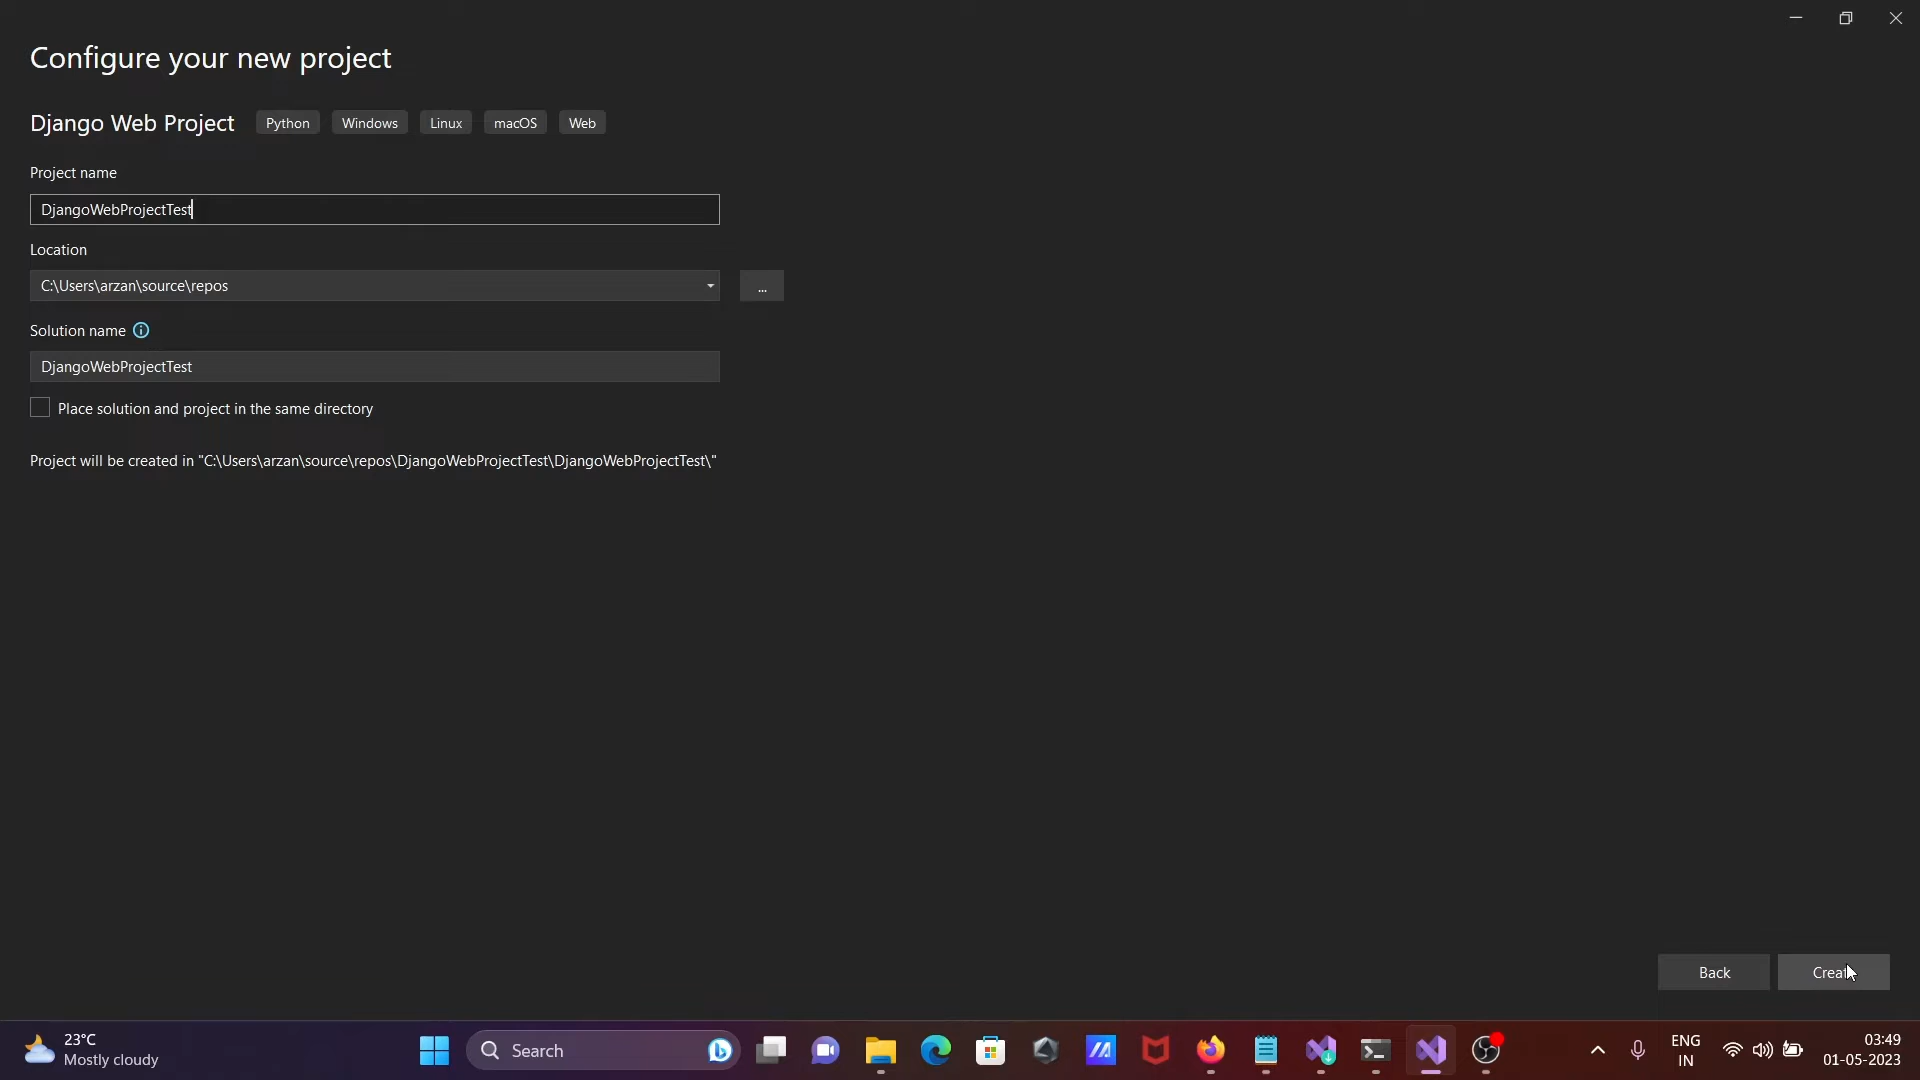 Configure your new project
Django Web Project Python Windows Linux macOS Web
Project name
DjangoWebProjectTest
Location
C:\Users\arzan\source\repos
...
Solution name
DjangoWebProjectTest
Place solution and project in the same directory
Project will be created in "C:\Users\arzan\source\repos\DjangoWebProjectTest\DjangoWebProjectTest\"
Back Create
23°C
Mostly cloudy
Search
ENG
IN
03:49
01-05-2023